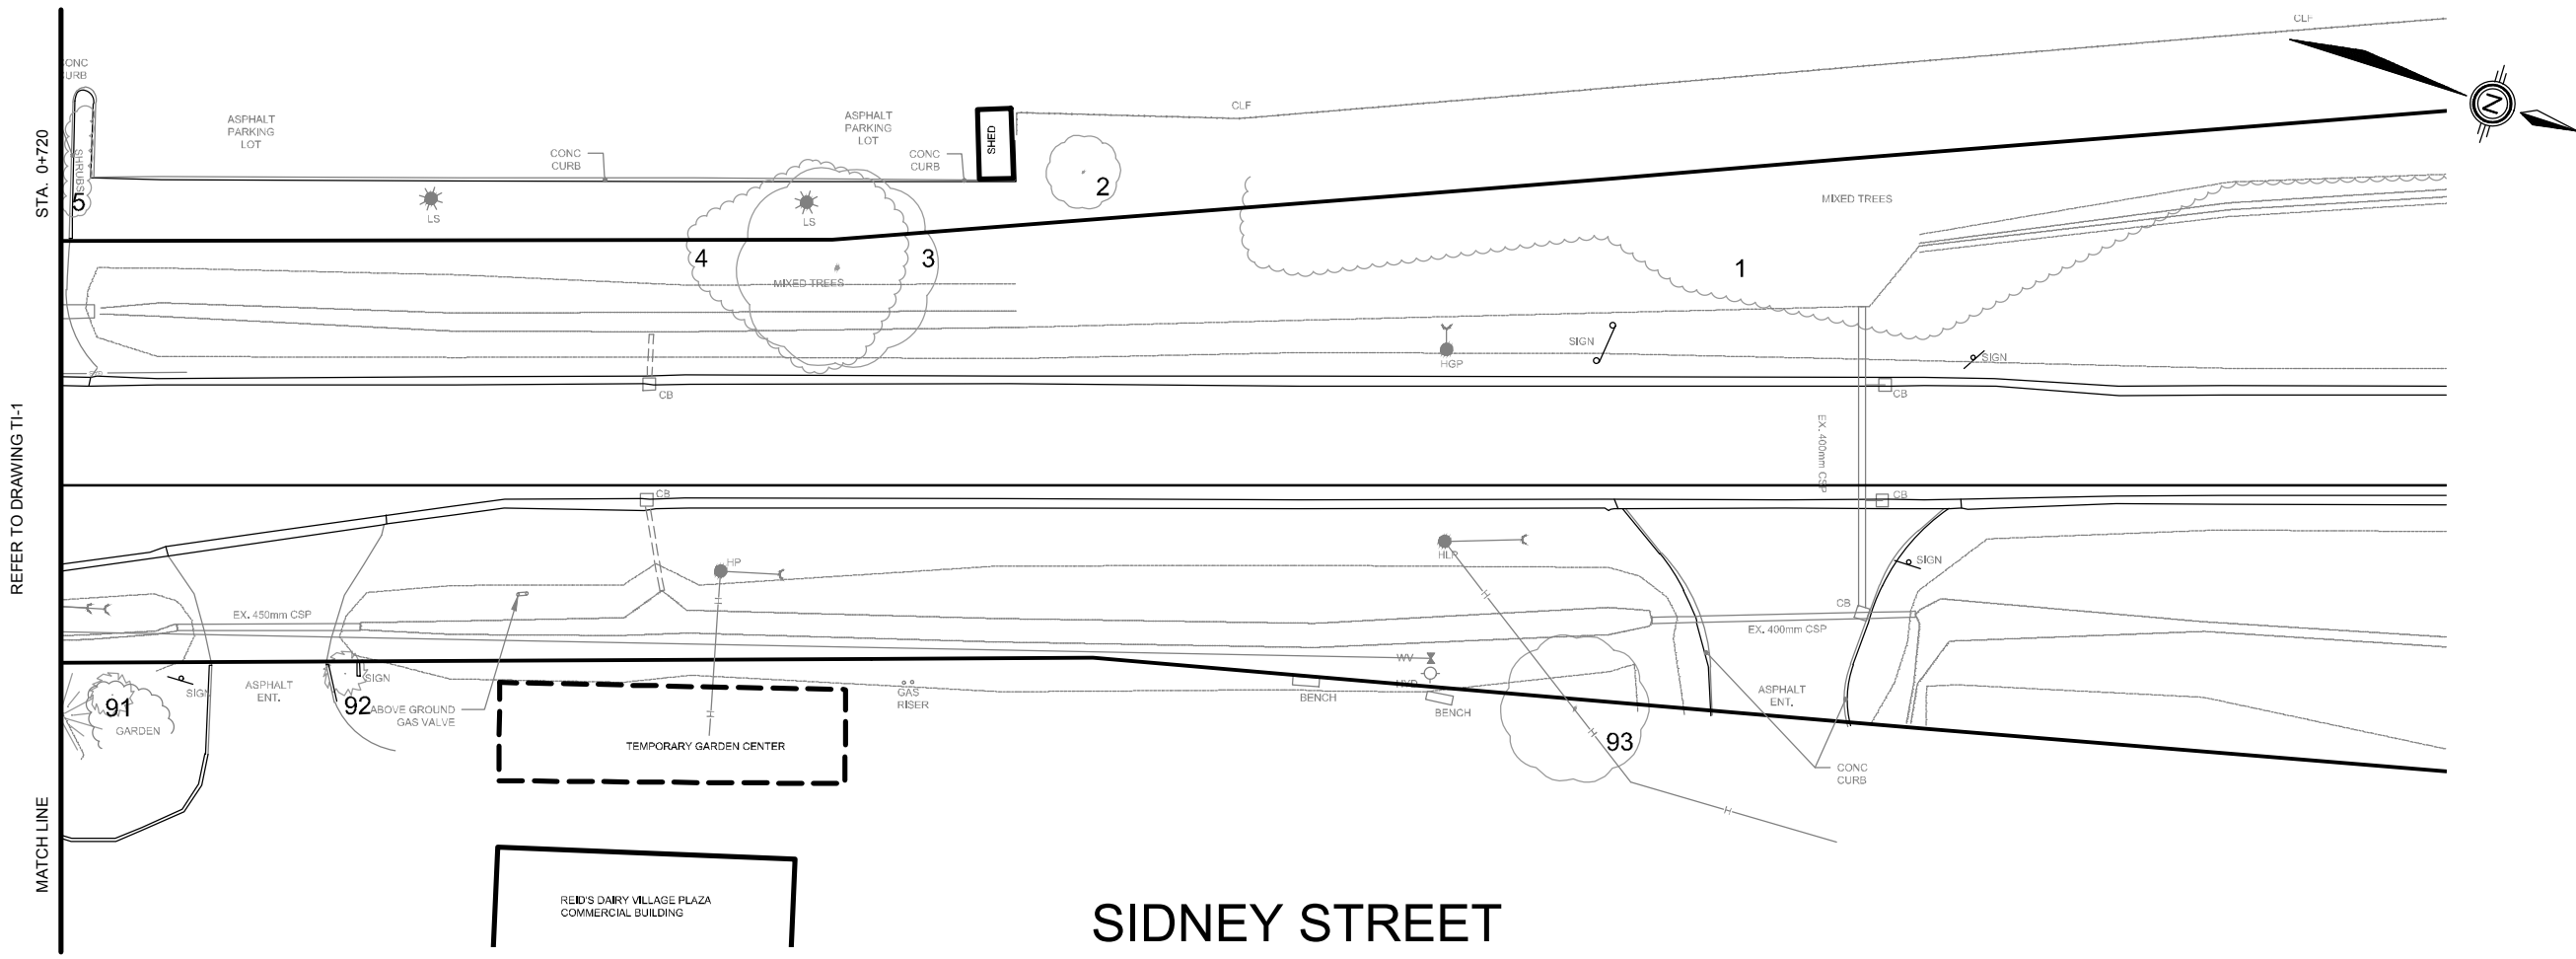 CLF
CONC
CURB
STA. 0+720
ASPHALT
PARKING
LOT
ASPHALT
PARKING
LOT
CLF
SHED
N
CONC
CURB
CONC
CURB
SHRUBS
5
LS
LS
2
MIXED TREES
4
3
1
MIXED TREES
SIGN
HGP
SIGN
CB
CB
REFER TO DRAWING TI-1
EX. 400mm CSP
CB
CB
HP
HLP
SIGN
EX. 450mm CSP
CB
EX. 400mm CSP
WV
HYD
SIGN
ASPHALT
ENT.
SIGN
91
92
GARDEN
ABOVE GROUND
GAS VALVE
GAS
RISER
BENCH
BENCH
ASPHALT
ENT.
H
H
TEMPORARY GARDEN CENTER
H
H
93
CONC
CURB
H
MATCH LINE
REID'S DAIRY VILLAGE PLAZA
COMMERCIAL BUILDING
SIDNEY STREET